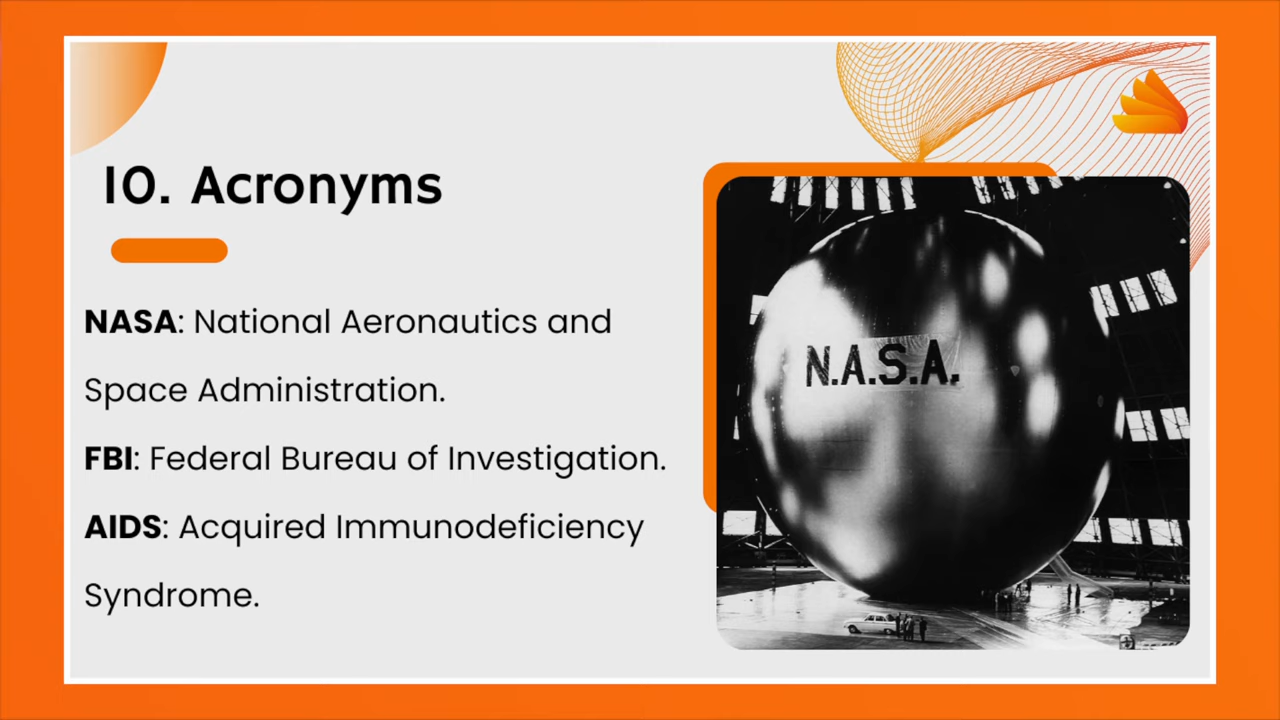 10. Acronyms
NASA: National Aeronautics and
Space Administration.
FBI: Federal Bureau of Investigation.
AIDS: Acquired Immunodeficiency
Syndrome.
N.A.S.A.